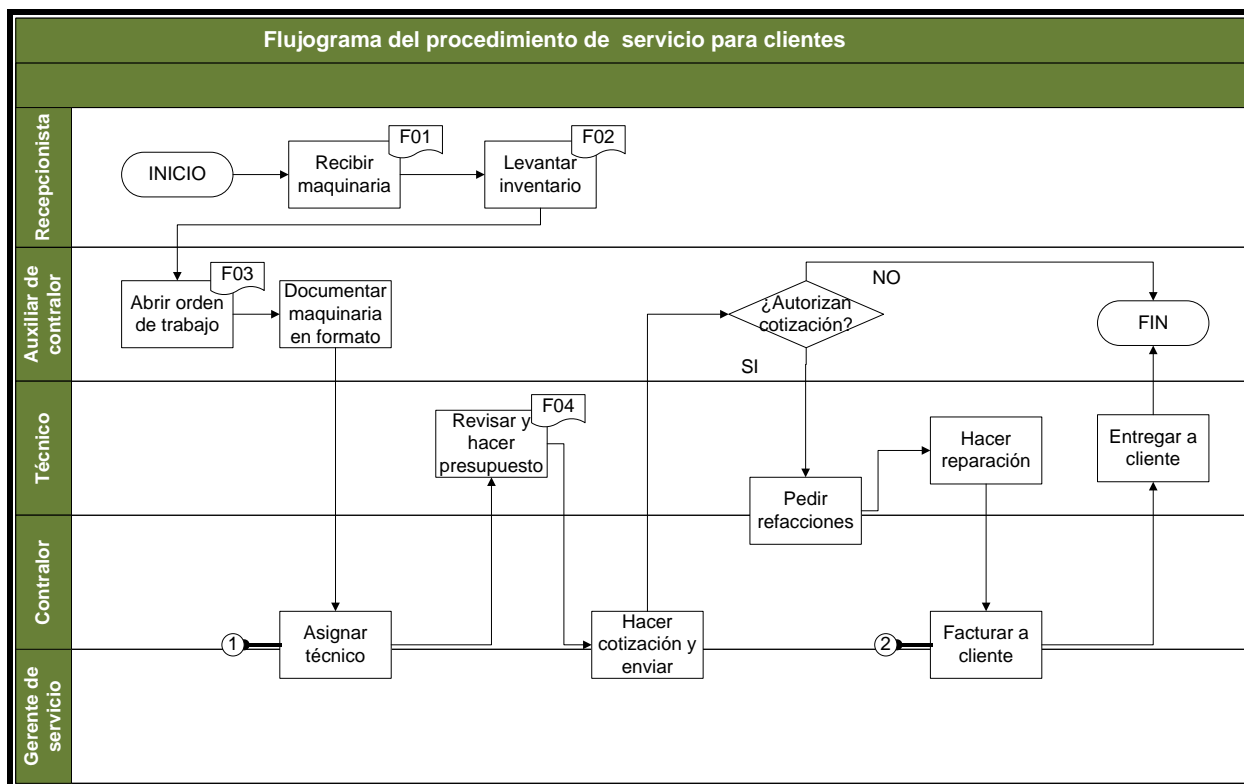 Flujograma del procedimiento de servicio para clientes
Recepcionista
INICIO
Recibir
maquinaria
F01
Levantar
inventario
F02
Auxiliar de
contralor
Abrir orden
de trabajo
F03
Documentar
maquinaria
en formato
¿Autorizan
cotización?
NO
SI
FIN
Técnico
Revisar y
hacer
presupuesto
F04
Pedir
refacciones
Hacer
reparación
Entregar a
cliente
Contralor
1
Asignar
técnico
Hacer
cotización y
enviar
2
Facturar a
cliente
Gerente de
servicio